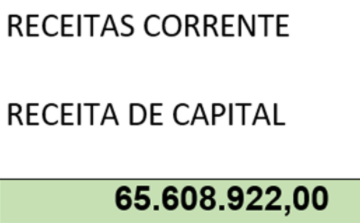 RECEITAS CORRENTE
RECEITA DE CAPITAL
65.608.922,00